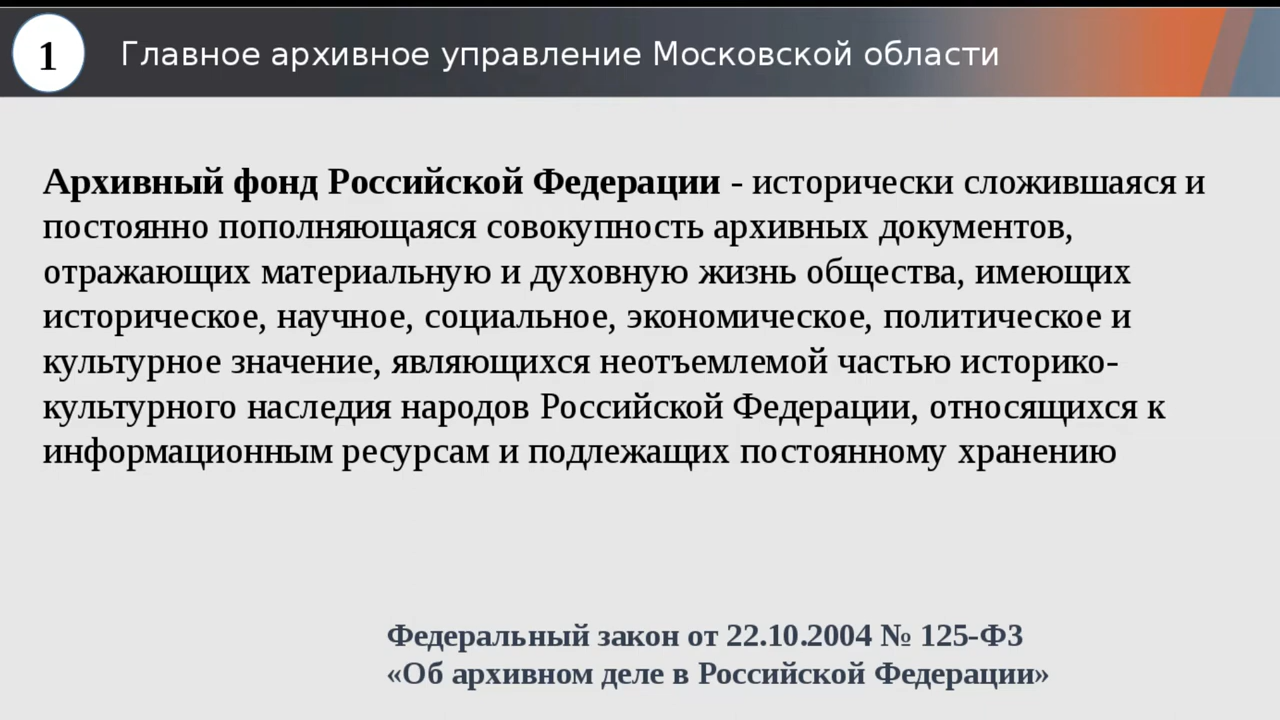 1
Главное архивное управление Московской области
Архивный фонд Российской Федерации - исторически сложившаяся и
постоянно пополняющаяся совокупность архивных документов,
отражающих материальную и духовную жизнь общества, имеющих
историческое, научное, социальное, экономическое, политическое и
культурное значение, являющихся неотъемлемой частью историко-
культурного наследия народов Российской Федерации, относящихся к
информационным ресурсам и подлежащих постоянному хранению
Федеральный закон от 22.10.2004 № 125-ФЗ
«Об архивном деле в Российской Федерации»